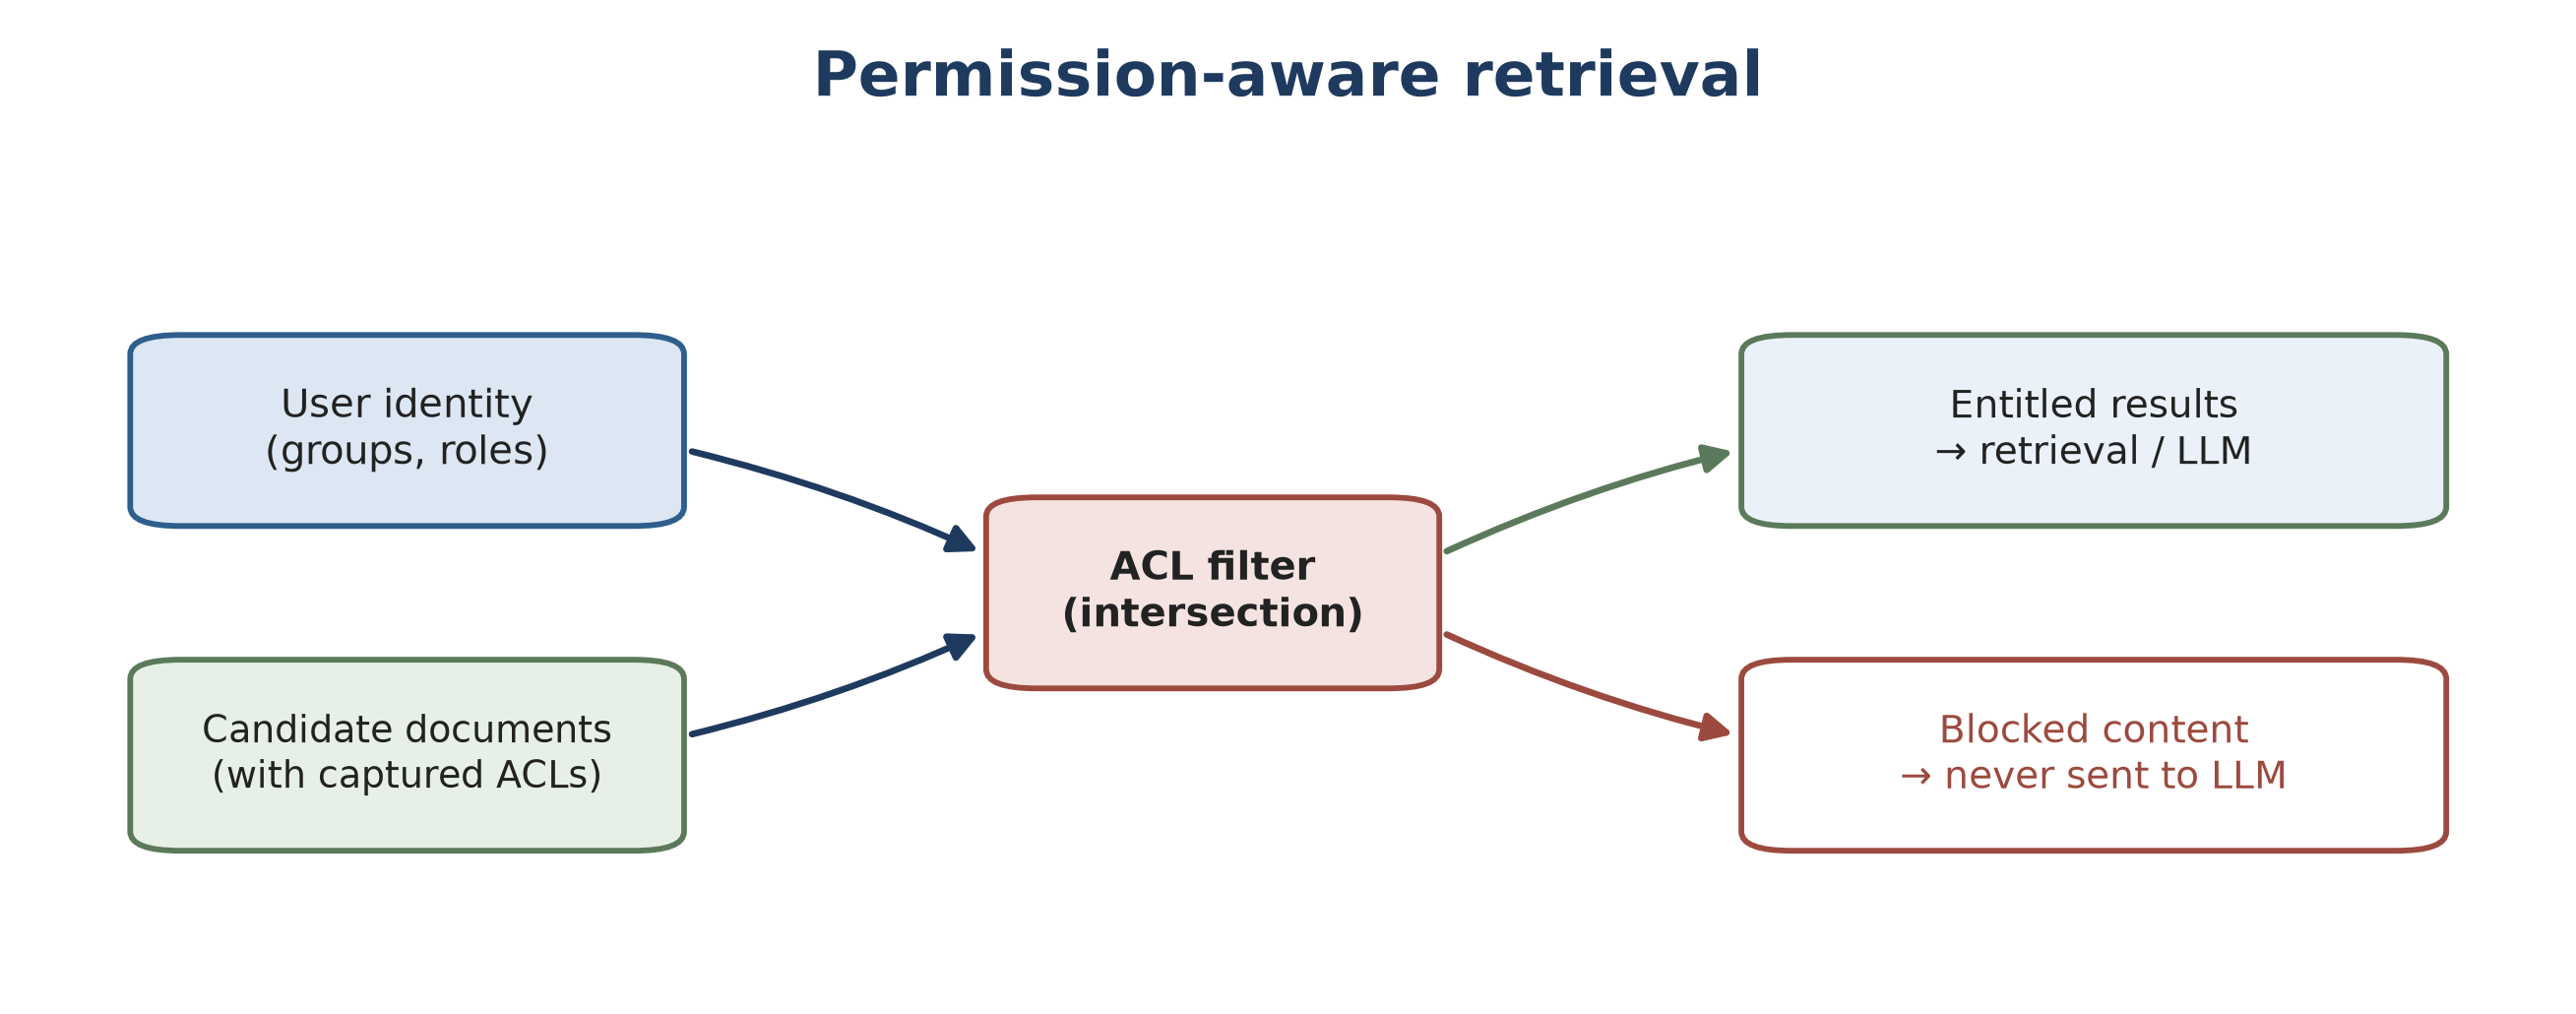 Permission-aware retrieval
User identity
(groups, roles)
Candidate documents
(with captured ACLs)
ACL filter
(intersection)
Entitled results
→ retrieval / LLM
Blocked content
→ never sent to LLM